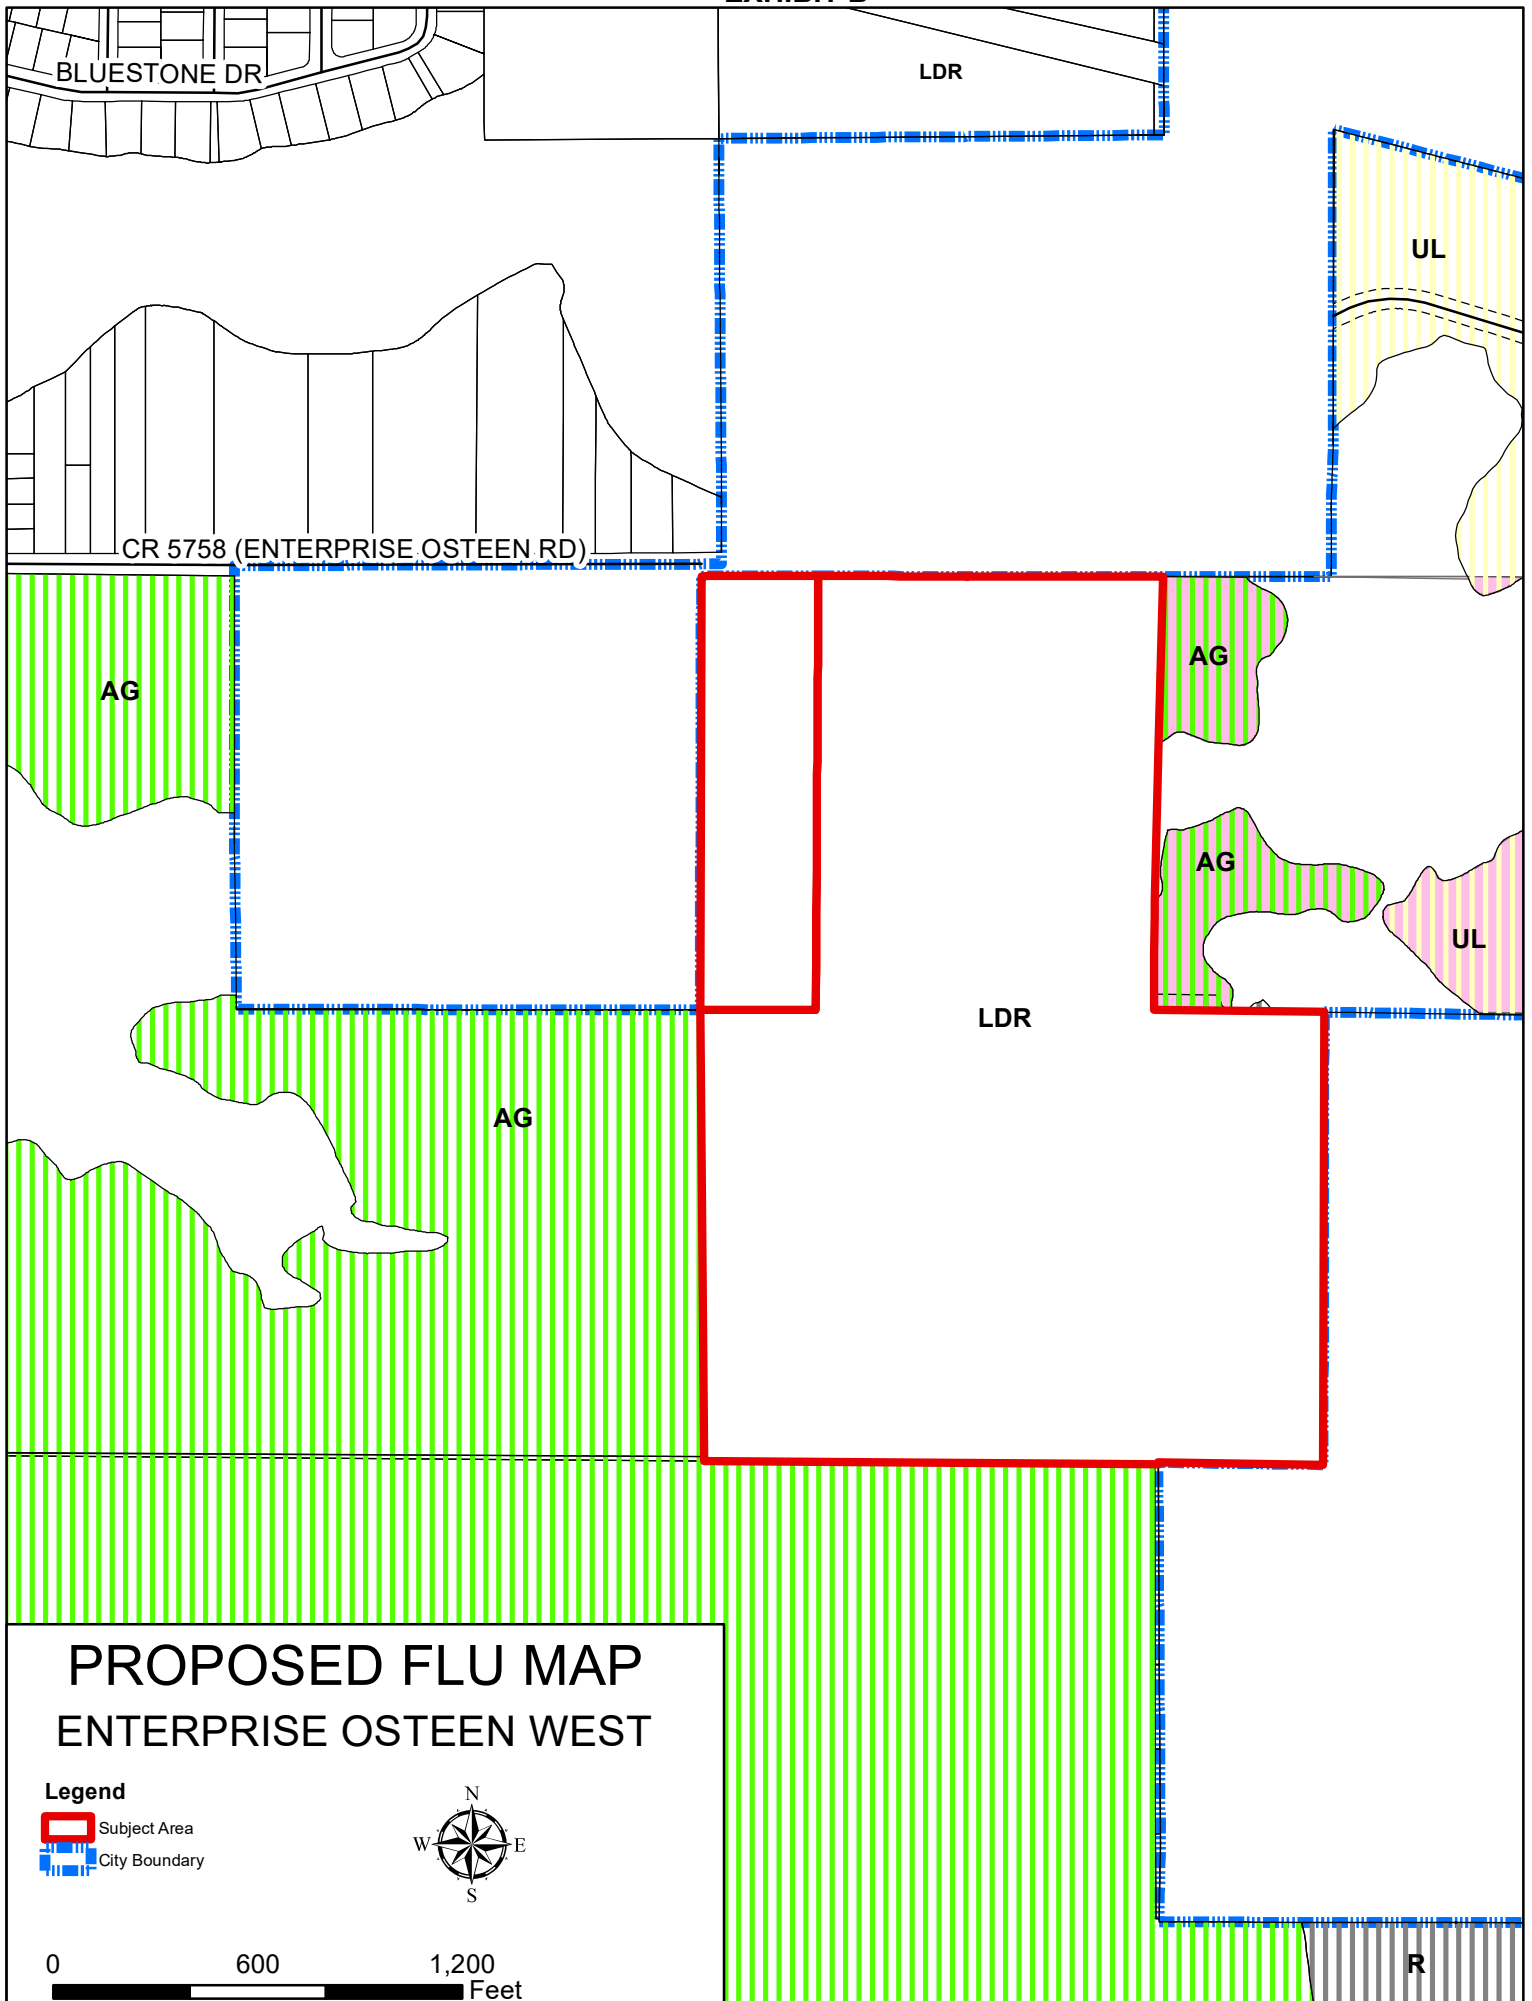 BLUESTONE DR
LDR
UL
CR 5758 (ENTERPRISE OSTEEN RD)
AG
AG
AG
UL
LDR
AG
PROPOSED FLU MAP
ENTERPRISE OSTEEN WEST
Legend
Subject Area
City Boundary
N
W E
S
0 600 1,200
Feet
R